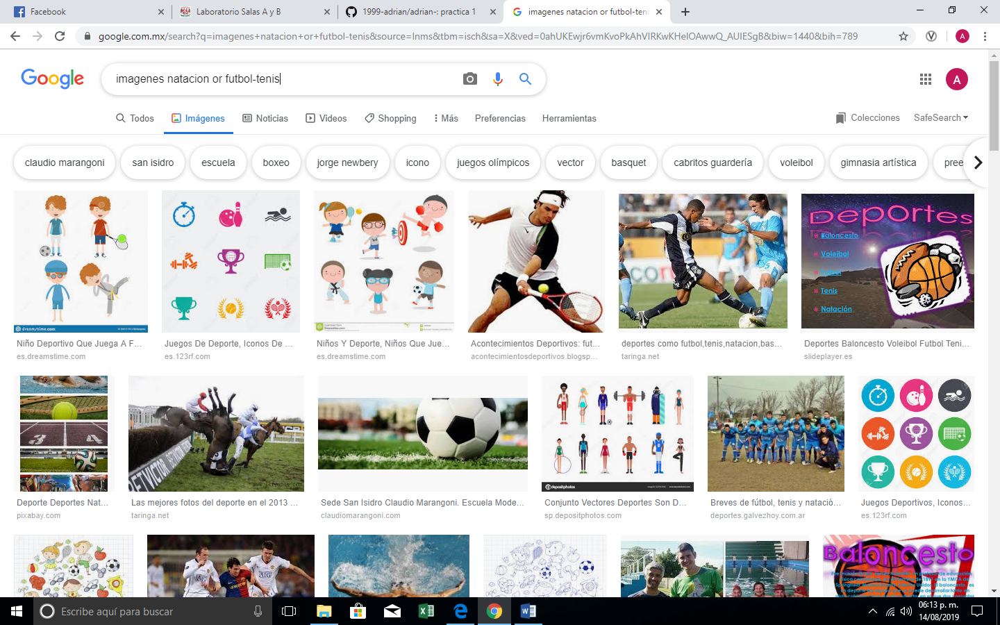 Facebook
Laboratorio Salas A y B
1999-adrian/adrian-: practica 1
imagenes natacion or futbol-teni
google.com.mx/search?q=imagenes+natacion+or+futbol-tenis&source=lnms&tbm=isch&sa=X&ved=0ahUKEwjr6vmKvoPkAhVIRKwKHelOAwwQ_AUIESgB&biw=1440&bih=789
A
Google
imagenes natacion or futbol-tenis
A
Todos
Imágenes
Noticias
Videos
Shopping
Más
Preferencias
Herramientas
Colecciones
SafeSearch
claudio marangoni
san isidro
escuela
boxeo
jorge newbery
icono
juegos olímpicos
vector
basquet
cabritos guardería
voleibol
gimnasia artística
pree
Deportes
Baloncesto
Voleibol
Tenis
Natación
dreamstime.com
Niño Deportivo Que Juega A F...
es.dreamstime.com
Juegos De Deporte, Iconos De ...
es.123rf.com
Niños Y Deporte, Niños Que Jue...
es.dreamstime.com
Acontecimientos Deportivos: fut...
acontecimientosdeportivos.blogsp...
deportes como futbol,tenis,natacion,bas...
taringa.net
Deportes Baloncesto Voleibol Futbol Teni...
slideplayer.es
3 4
BETVICTOR
depositphotos
Deporte Deportes Nat...
pixabay.com
Las mejores fotos del deporte en el 2013 ...
taringa.net
Sede San Isidro Claudio Marangoni. Escuela Mode...
claudiomarangoni.com
Conjunto Vectores Deportes Son D...
sp.depositphotos.com
Breves de fútbol, tenis y natació...
deportes.galvezhoy.com.ar
Juegos Deportivos, Iconos...
es.123rf.com
AIG
AIG
unicef
Baloncesto
Escribe aquí para buscar
06:13 p. m.
14/08/2019